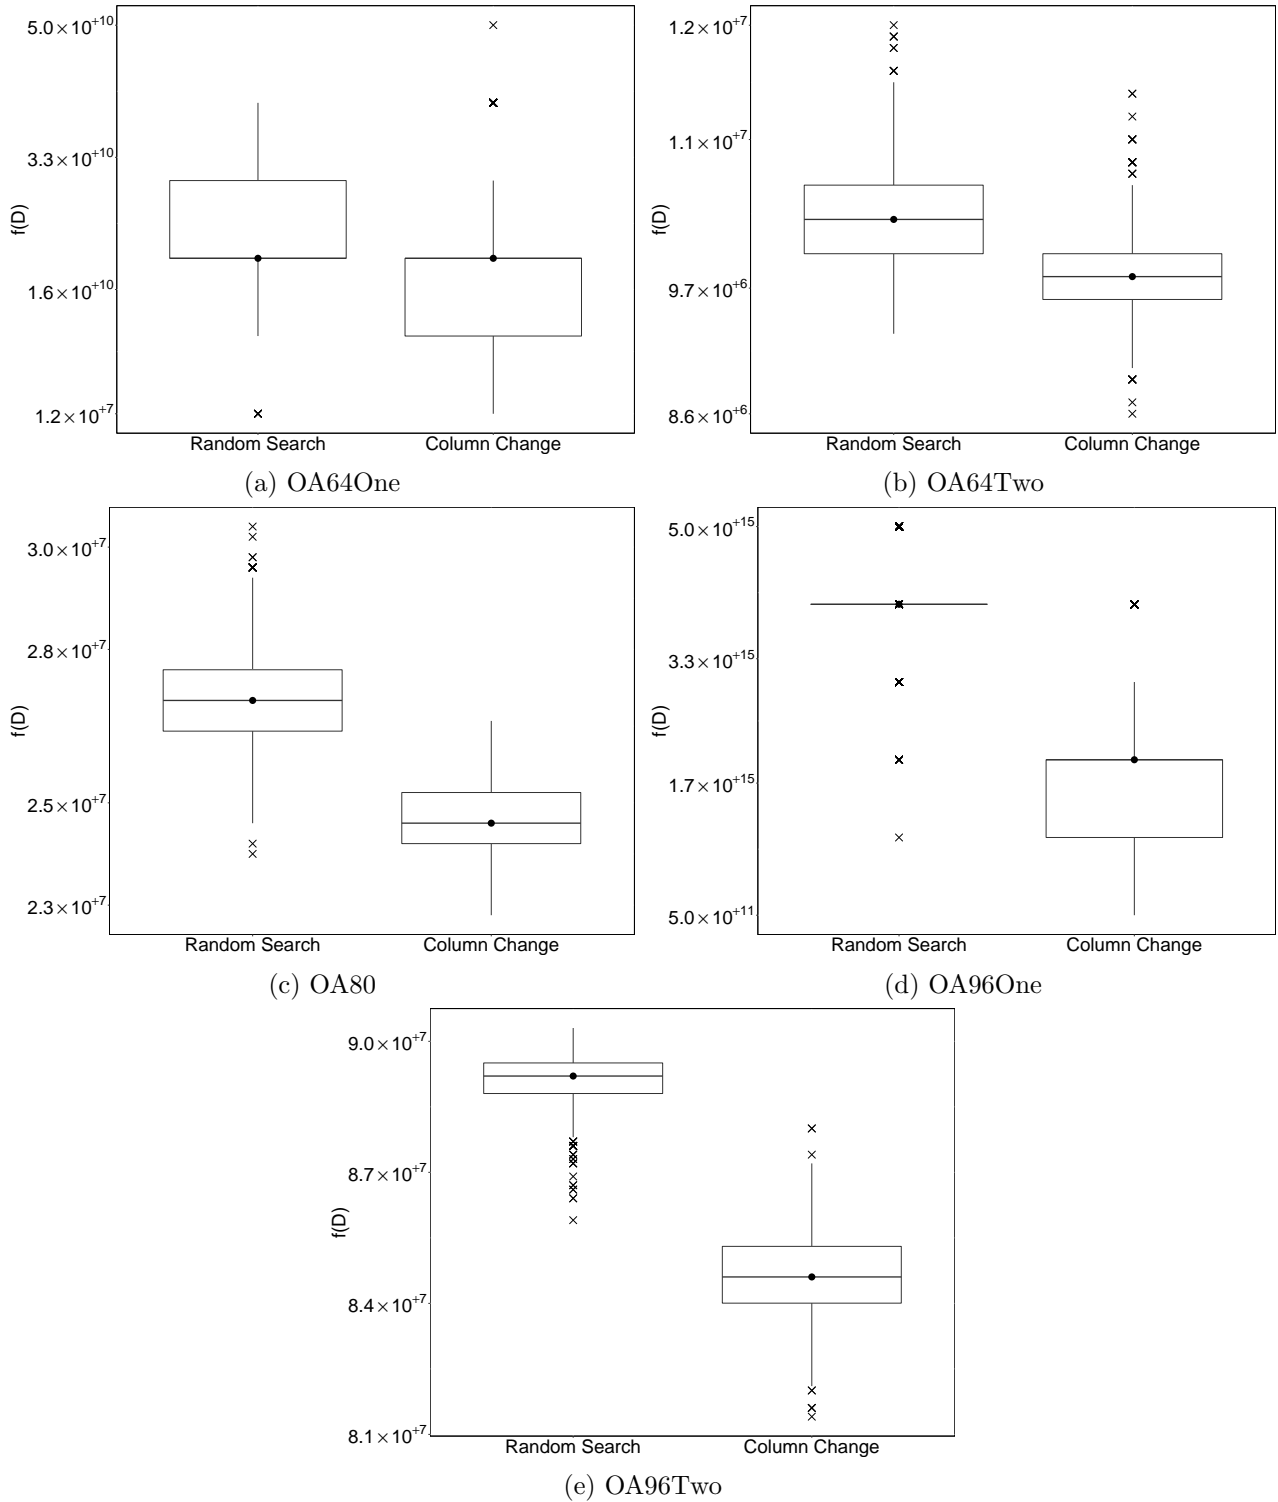 5.0×10⁺¹⁰
3.3×10⁺¹⁰
1.6×10⁺¹⁰
1.2×10⁺⁷
f(D)
Random Search Column Change
(a) OA64One
1.2×10⁺⁷
1.1×10⁺⁷
9.7×10⁺⁶
8.6×10⁺⁶
f(D)
Random Search Column Change
(b) OA64Two
3.0×10⁺⁷
2.8×10⁺⁷
2.5×10⁺⁷
2.3×10⁺⁷
f(D)
Random Search Column Change
(c) OA80
5.0×10⁺¹⁵
3.3×10⁺¹⁵
1.7×10⁺¹⁵
5.0×10⁺¹¹
f(D)
Random Search Column Change
(d) OA96One
9.0×10⁺⁷
8.7×10⁺⁷
8.4×10⁺⁷
8.1×10⁺⁷
f(D)
Random Search Column Change
(e) OA96Two